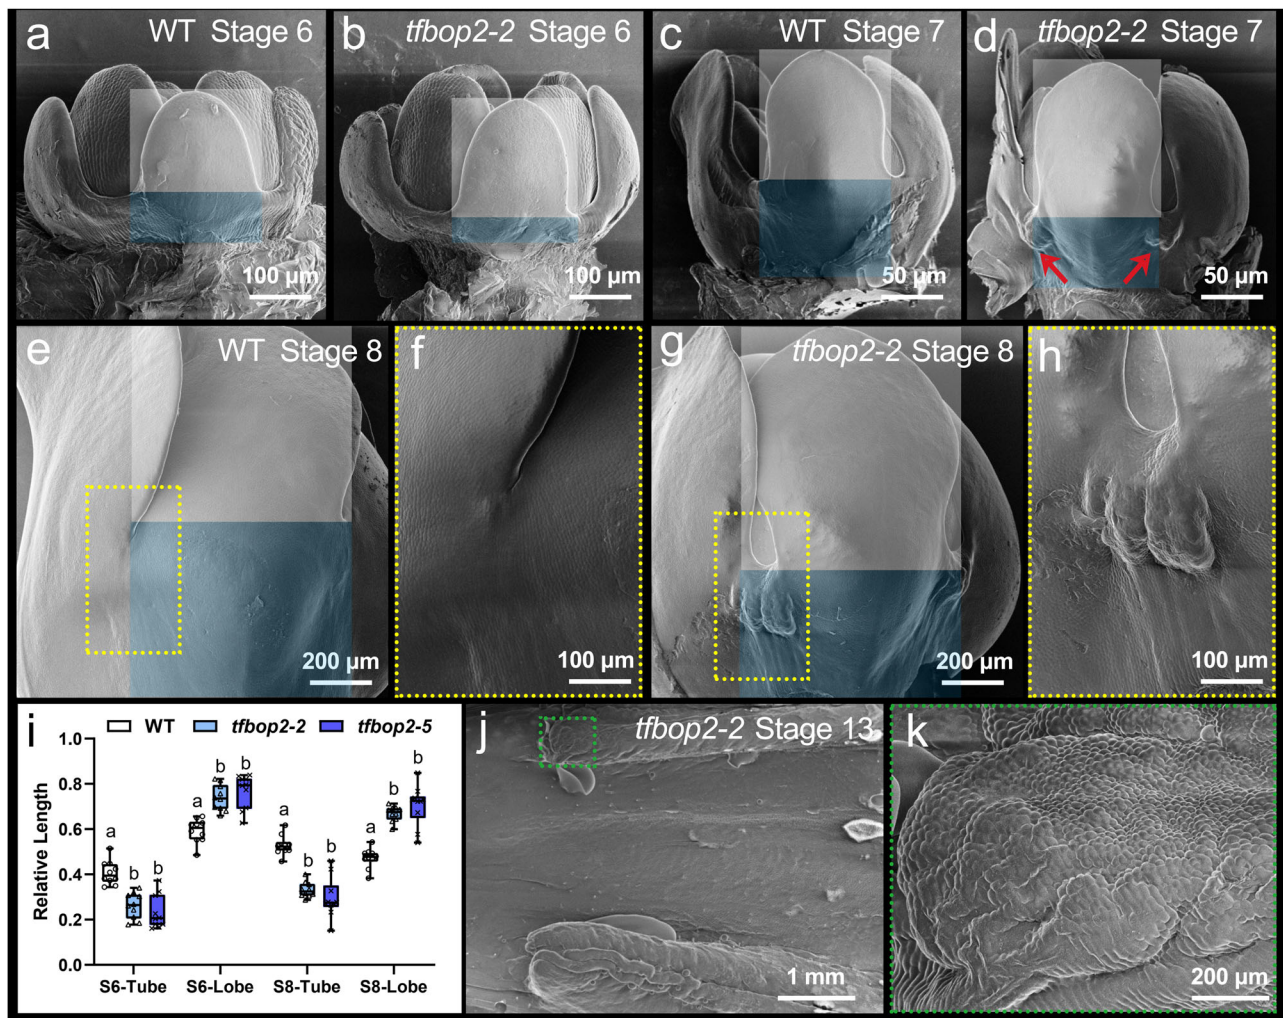 a WT Stage 6
100 µm
b tfbop2-2 Stage 6
100 µm
c WT Stage 7
50 µm
d tfbop2-2 Stage 7
50 µm
e WT Stage 8
200 µm
f
100 µm
g tfbop2-2 Stage 8
200 µm
h
100 µm
i
WT tfbop2-2 tfbop2-5
Relative Length
1.0
0.8
0.6
0.4
0.2
0.0
a
b
b
a
b
b
a
b
b
a
b
b
S6-Tube S6-Lobe S8-Tube S8-Lobe
j tfbop2-2 Stage 13
1 mm
k
200 µm